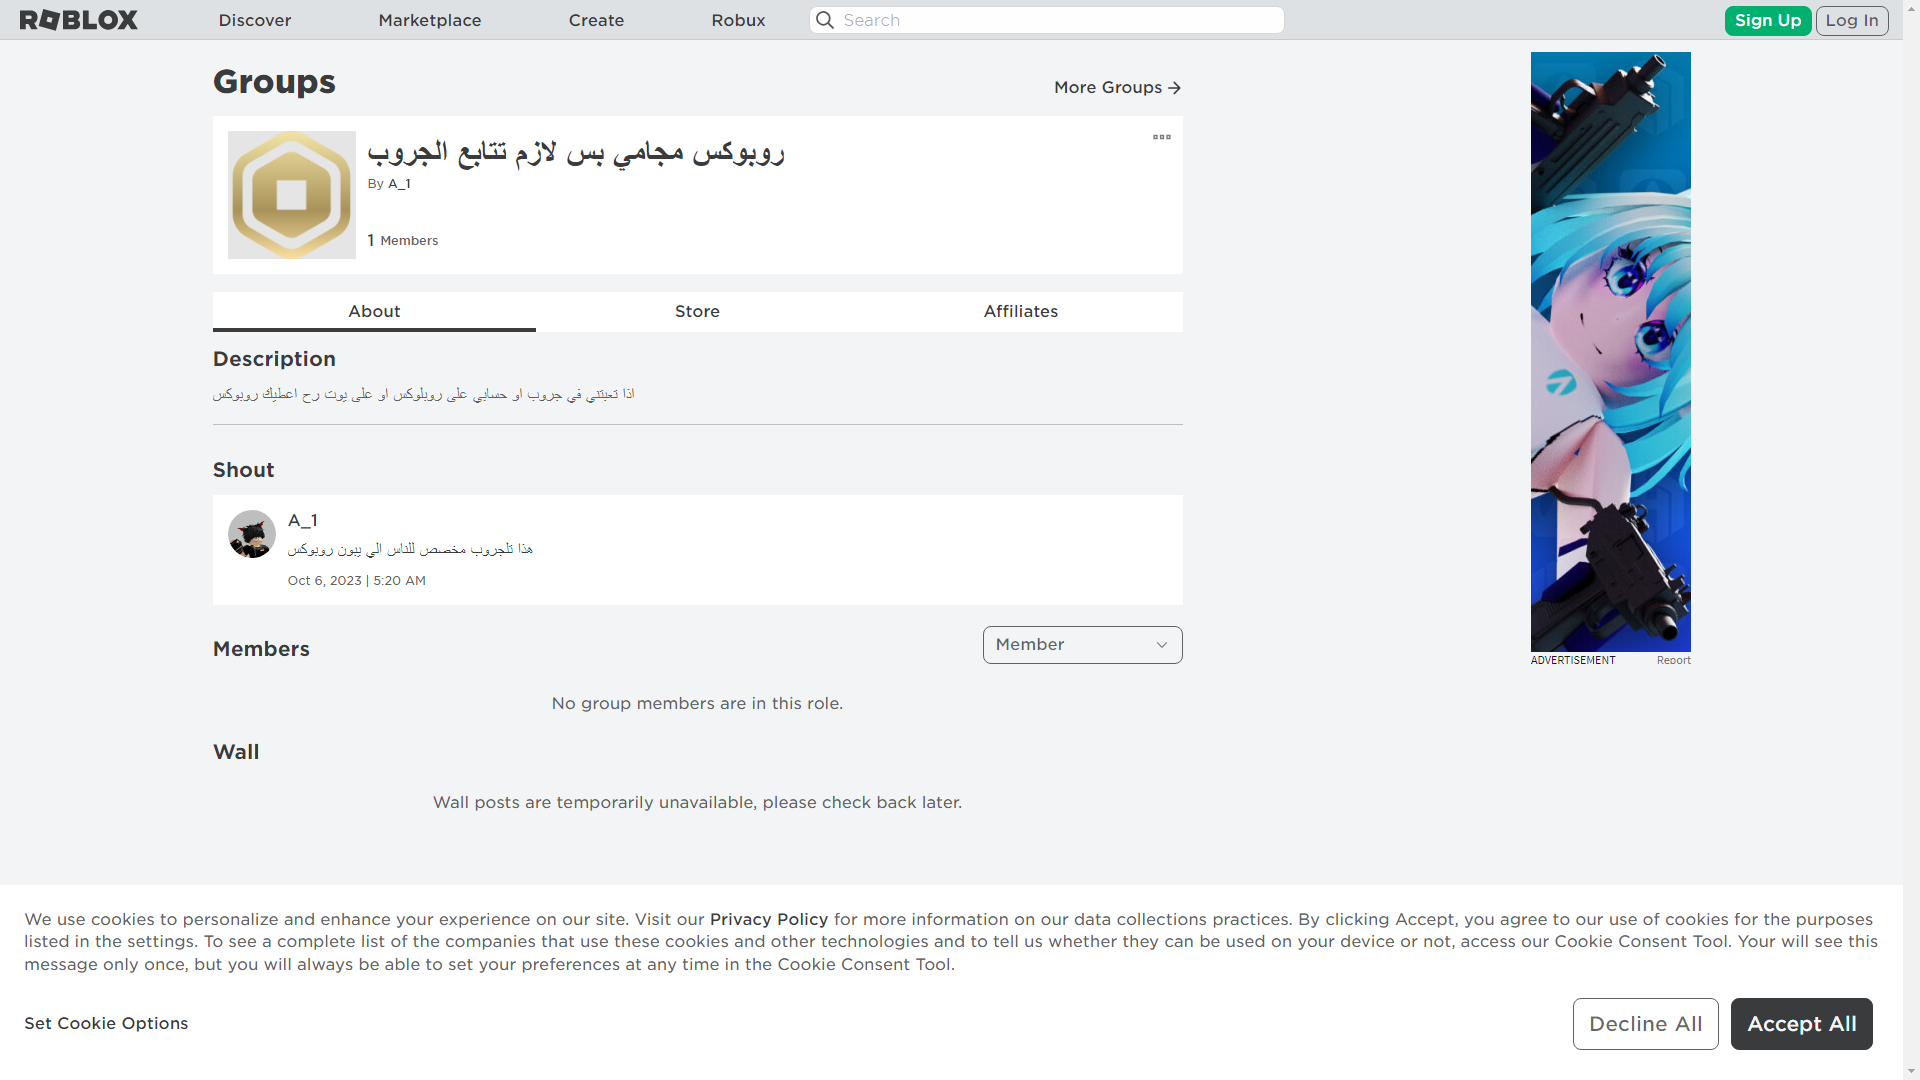 ROBLOX
Discover
Marketplace
Create
Robux
Search
Sign Up
Log In
Groups
More Groups
روبوكس مجامي بس لازم تتابع الجروب
By A_1
1 Members
About
Store
Affiliates
Description
اذا تعبتني في جروب او حسابي على روبلوكس او على يوت رح اعطيك روبوكس
Shout
A_1
هذا تلجروب مخصص للناس الي يبون روبوكس
Oct 6, 2023 | 5:20 AM
Members
Member
No group members are in this role.
Wall
Wall posts are temporarily unavailable, please check back later.
ADVERTISEMENT
Report
We use cookies to personalize and enhance your experience on our site. Visit our Privacy Policy for more information on our data collections practices. By clicking Accept, you agree to our use of cookies for the purposes
listed in the settings. To see a complete list of the companies that use these cookies and other technologies and to tell us whether they can be used on your device or not, access our Cookie Consent Tool. Your will see this
message only once, but you will always be able to set your preferences at any time in the Cookie Consent Tool.
Set Cookie Options
Decline All
Accept All